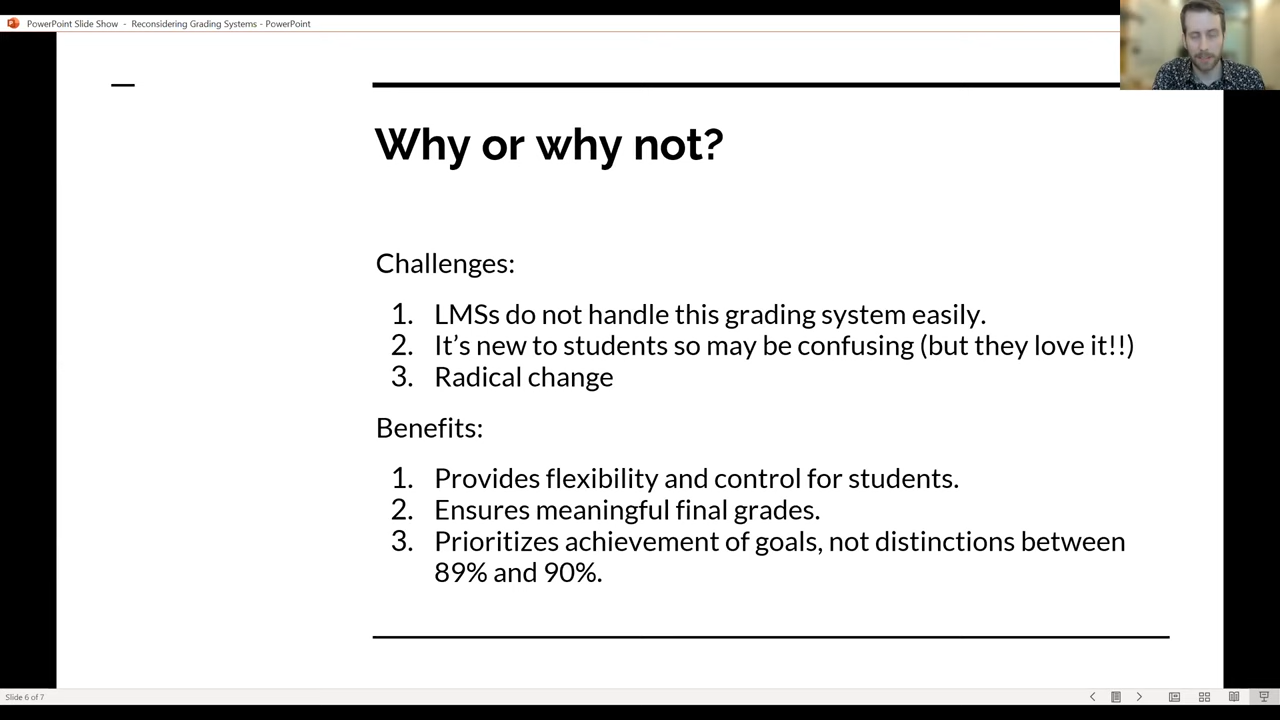 PowerPoint Slide Show - Reconsidering Grading Systems - PowerPoint
Why or why not?
Challenges:
1. LMSs do not handle this grading system easily.
2. It’s new to students so may be confusing (but they love it!!)
3. Radical change
Benefits:
1. Provides flexibility and control for students.
2. Ensures meaningful final grades.
3. Prioritizes achievement of goals, not distinctions between
89% and 90%.
Slide 6 of 7